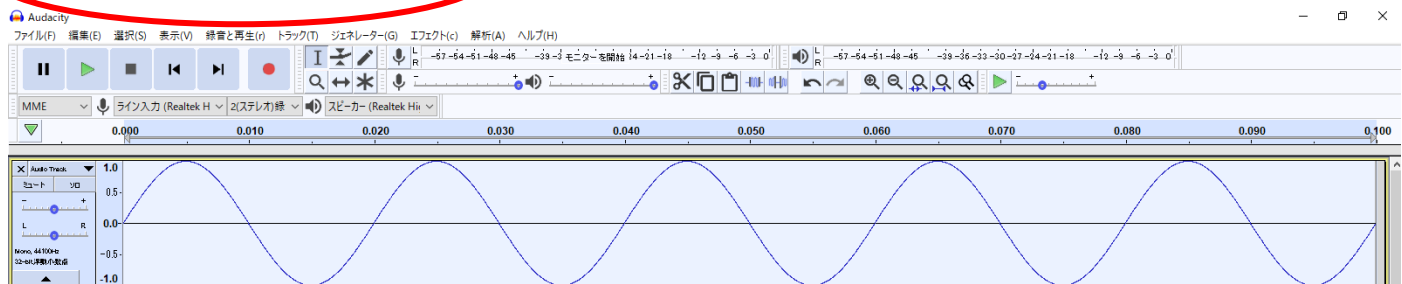 Audacity
ファイル(F) 編集(E) 選択(S) 表示(V) 録音と再生(r) トラック(T) ジェネレーター(G) エフェクト(c) 解析(A) ヘルプ(H)
L R -57 -54 -51 -48 -45 -39 -3 モニターを開始 !4 -21 -18 -12 -9 -6 -3 0 L R -57 -54 -51 -48 -45 -39 -36 -33 -30 -27 -24 -21 -18 -12 -9 -6 -3 0
- + - + - +
MME ライン入力 (Realtek H 2(ステレオ)録 スピーカー (Realtek Hi
0.000 0.010 0.020 0.030 0.040 0.050 0.060 0.070 0.080 0.090 0.100
X Audio Track 1.0
ミュート ソロ 0.5
- +
L R 0.0
Mono, 44100Hz
32-bit浮動小数点 -0.5
-1.0